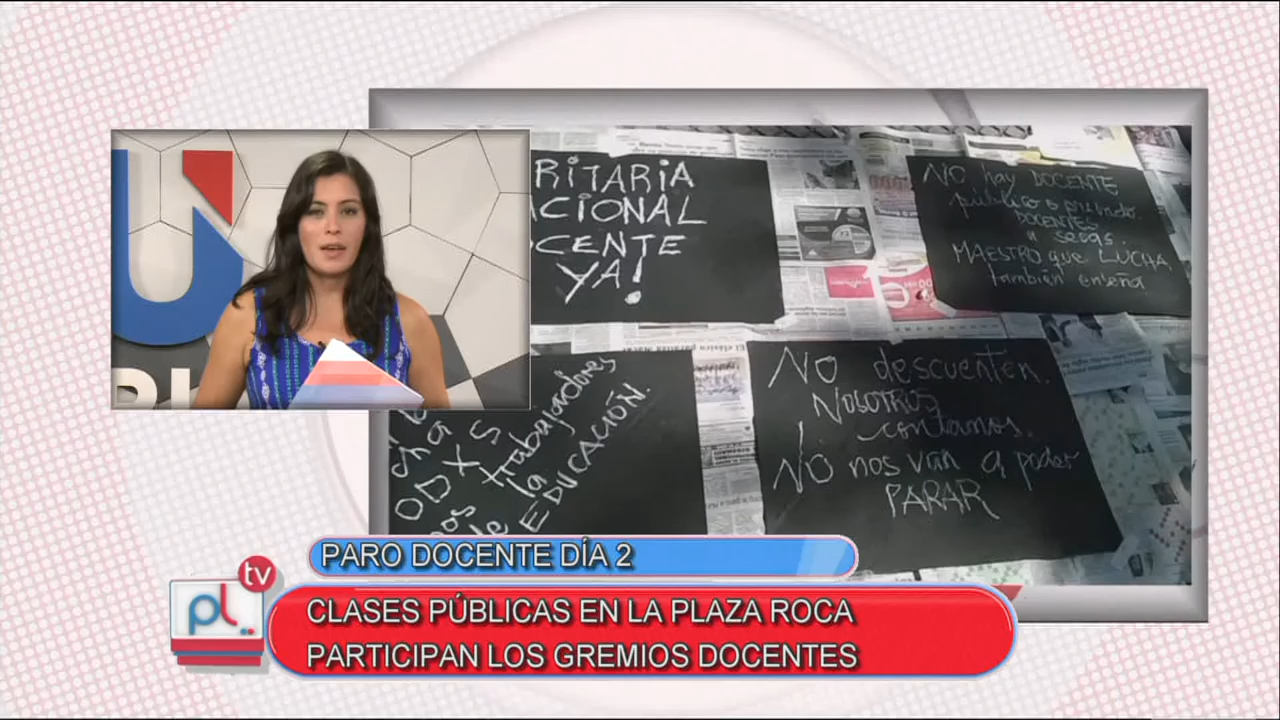 RITARIA
ACIONAL
OCENTE
YA!
NO hay DOCENTE
público o privado.
DOCENTES
a secas.
MAESTRO que LUCHA
también enseña
trabajadores
la
EDUCACIÓN.
NO descuenten.
NOSOTROS
contamos.
NO nos van a poder
PARAR
PARO DOCENTE DÍA 2
tv
pl
CLASES PÚBLICAS EN LA PLAZA ROCA
PARTICIPAN LOS GREMIOS DOCENTES